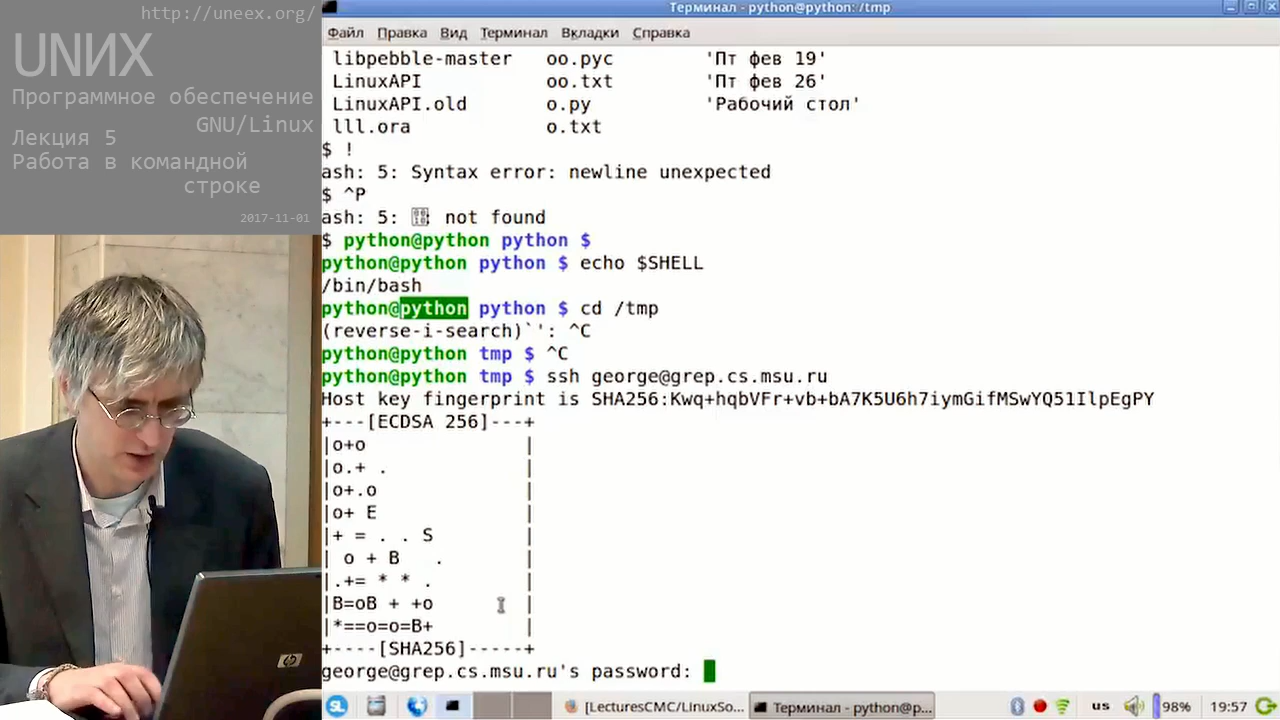 http://uneex.org/
UNИX
Программное обеспечение
GNU/Linux
Лекция 5
Работа в командной
строке
2017-11-01
Терминал - python@python: /tmp
Файл Правка Вид Терминал Вкладки Справка
libpebble-master oo.pyc 'Пт фев 19'
LinuxAPI oo.txt 'Пт фев 26'
LinuxAPI.old o.py 'Рабочий стол'
lll.ora o.txt
$ !
ash: 5: Syntax error: newline unexpected
$ ^P
ash: 5: not found
$ python@python python $
python@python python $ echo $SHELL
/bin/bash
python@python python $ cd /tmp
(reverse-i-search)`': ^C
python@python tmp $ ^C
python@python tmp $ ssh george@grep.cs.msu.ru
Host key fingerprint is SHA256:Kwq+hqbVFr+vb+bA7K5U6h7iymGifMSwYQ51IlpEgPY
+---[ECDSA 256]---+
|o+o              |
|o.+ .            |
|o+.o             |
|o+ E             |
|+ = . . S        |
| o + B   .       |
|.+= * * .        |
|B=oB + +o        |
|*==o=o=B+        |
+----[SHA256]-----+
george@grep.cs.msu.ru's password:
[LecturesCMC/LinuxSo... Терминал - python@p... us 98% 19:57
hp